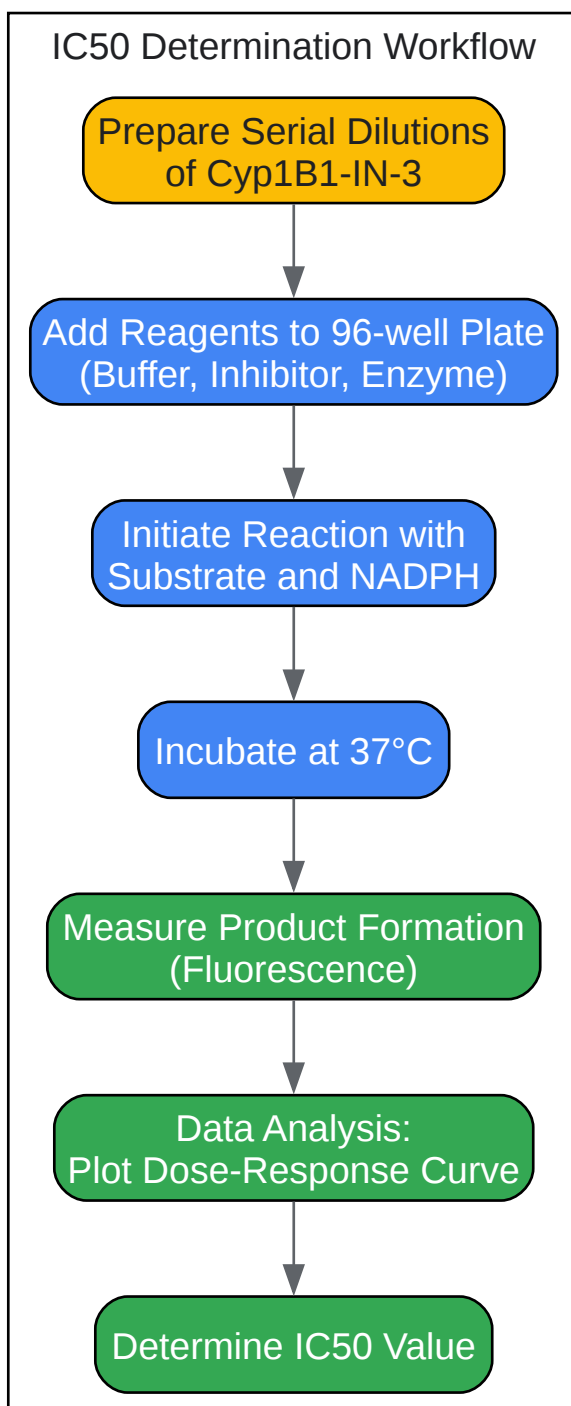 IC50 Determination Workflow
Prepare Serial Dilutions
of Cyp1B1-IN-3
Add Reagents to 96-well Plate
(Buffer, Inhibitor, Enzyme)
Initiate Reaction with
Substrate and NADPH
Incubate at 37°C
Measure Product Formation
(Fluorescence)
Data Analysis:
Plot Dose-Response Curve
Determine IC50 Value